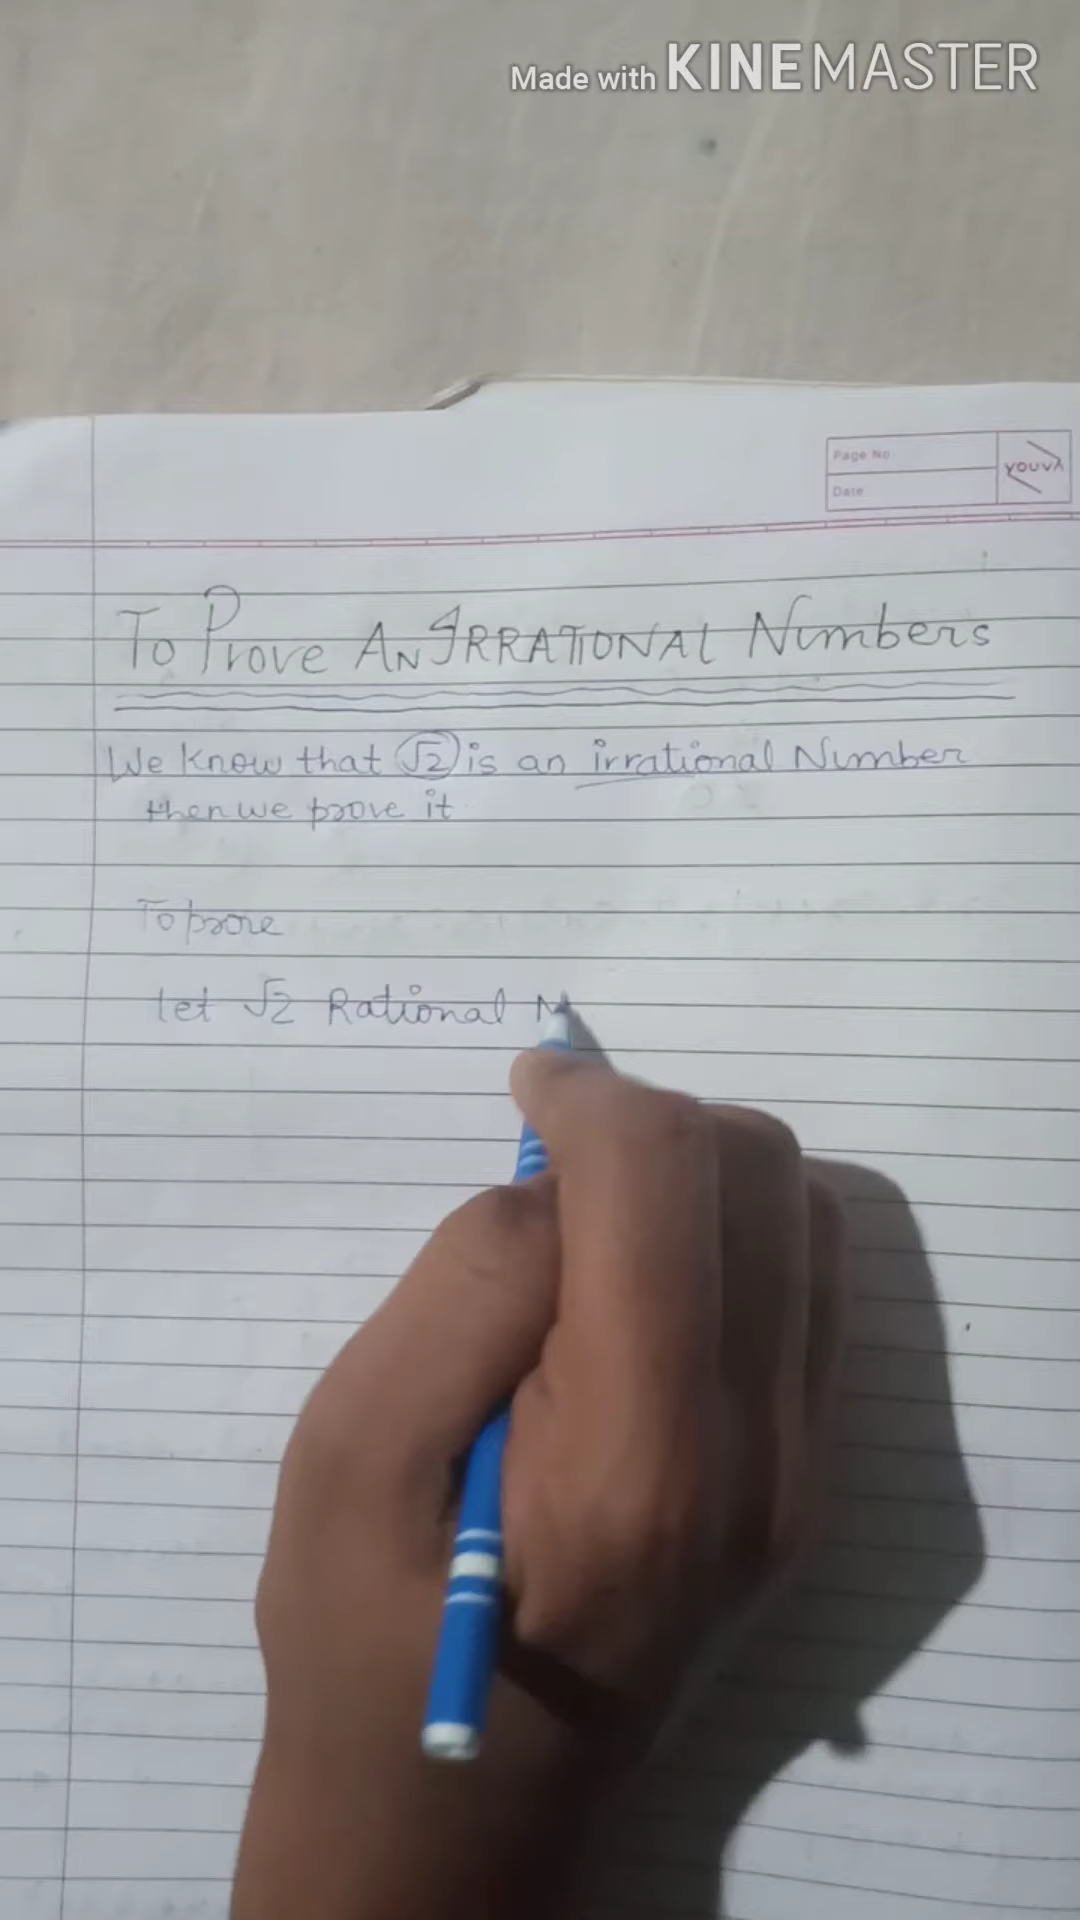 Made with KINEMASTER
Page No
Date
YOUVA
To Prove AN IRRATIONAL Numbers
We know that √2 is an irrational Number
then we prove it
To prove
let √2 Rational N